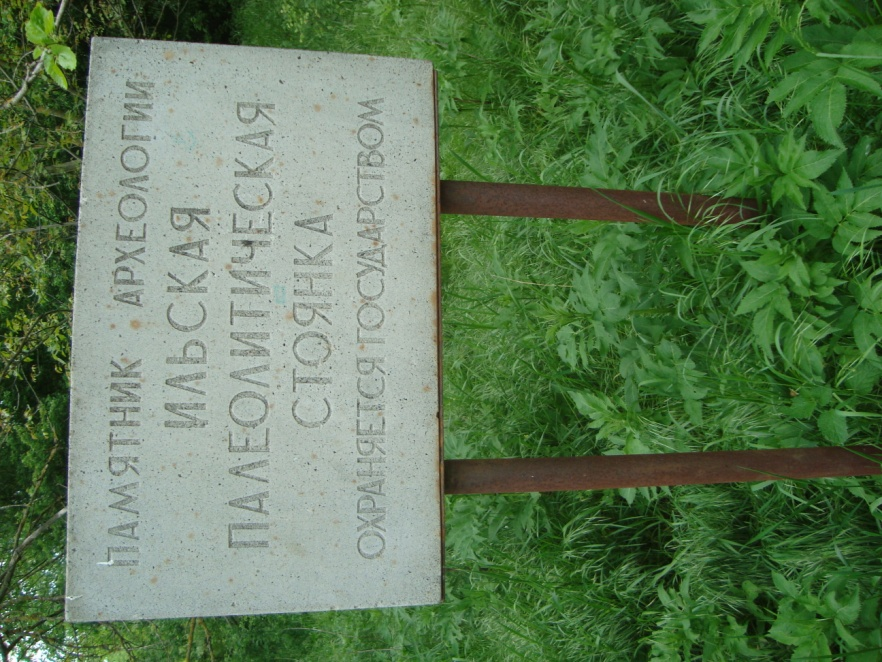 ПАМЯТНИК АРХЕОЛОГИИ
ИЛЬСКАЯ
ПАЛЕОЛИТИЧЕСКАЯ
СТОЯНКА
ОХРАНЯЕТСЯ ГОСУДАРСТВОМ